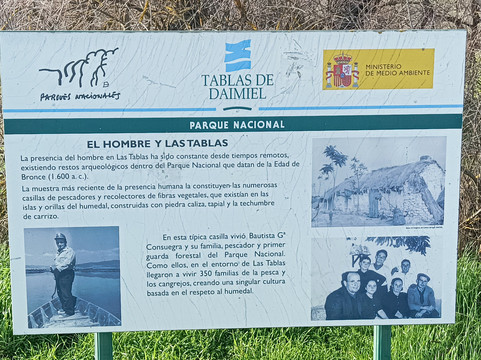 PARQUES NACIONALES
TABLAS DE
DAIMIEL
MINISTERIO
DE MEDIO AMBIENTE
PARQUE NACIONAL
EL HOMBRE Y LAS TABLAS
La presencia del hombre en Las Tablas ha sido constante desde tiempos remotos,
existiendo restos arqueológicos dentro del Parque Nacional que datan de la Edad de
Bronce (1.600 a. c.).
La muestra más reciente de la presencia humana la constituyen las numerosas
casillas de pescadores y recolectores de fibras vegetales, que existían en las
islas y orillas del humedal, construidas con piedra caliza, tapial y la techumbre
de carrizo.
En esta típica casilla vivió, Bautista Gª
Consuegra y su familia, pescador y primer
guarda forestal del Parque Nacional.
Como ellos, en el entorno de Las Tablas
llegaron a vivir 350 familias de la pesca y
los cangrejos, creando una singular cultura
basada en el respeto al humedal.